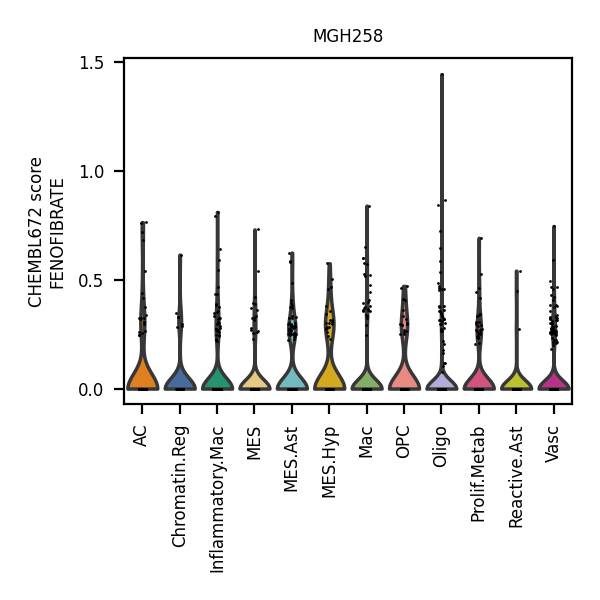 MGH258
CHEMBL672 score
FENOFIBRATE
1.5
1.0
0.5
0.0
AC
Chromatin.Reg
Inflammatory.Mac
MES
MES.Ast
MES.Hyp
Mac
OPC
Oligo
Prolif.Metab
Reactive.Ast
Vasc